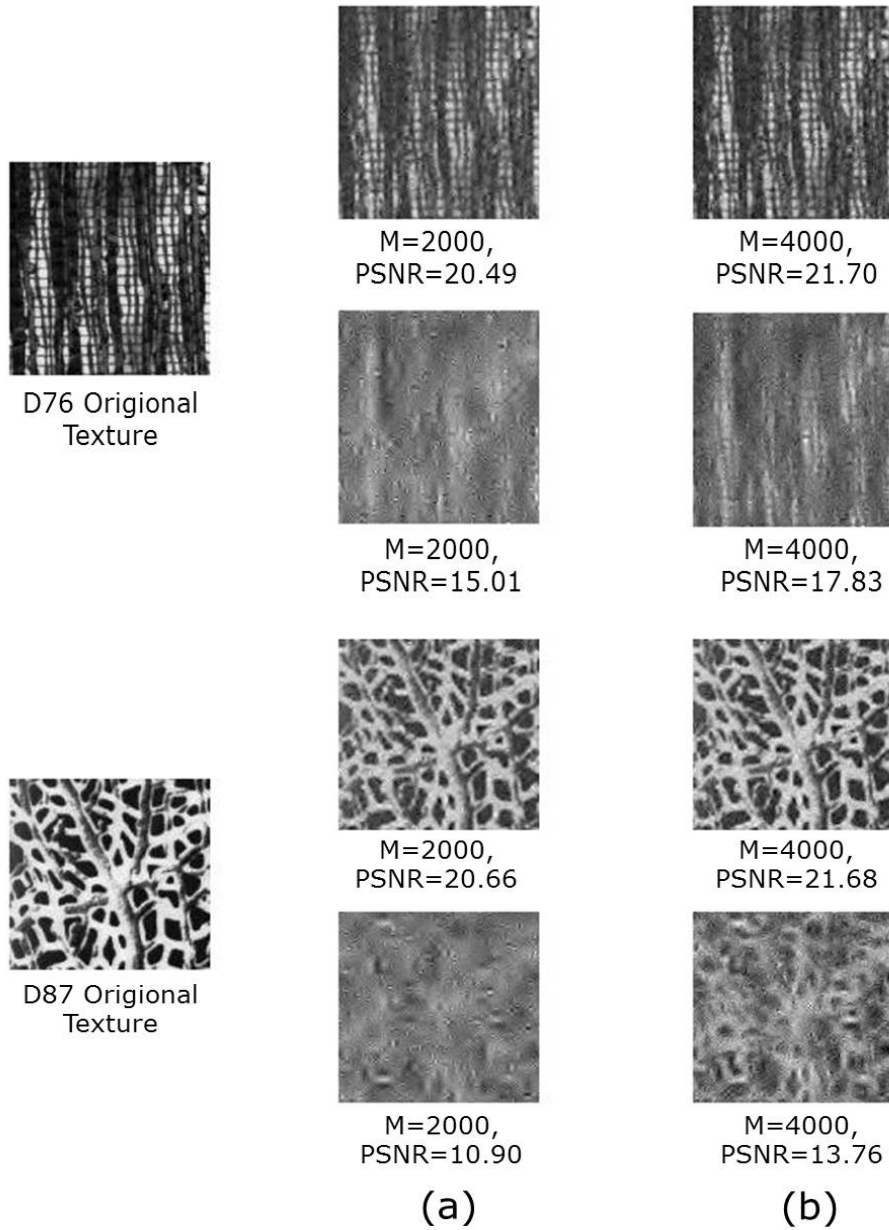 M=2000,
PSNR=20.49
M=4000,
PSNR=21.70
D76 Origional
Texture
M=2000,
PSNR=15.01
M=4000,
PSNR=17.83
M=2000,
PSNR=20.66
M=4000,
PSNR=21.68
D87 Origional
Texture
M=2000,
PSNR=10.90
M=4000,
PSNR=13.76
(a)
(b)